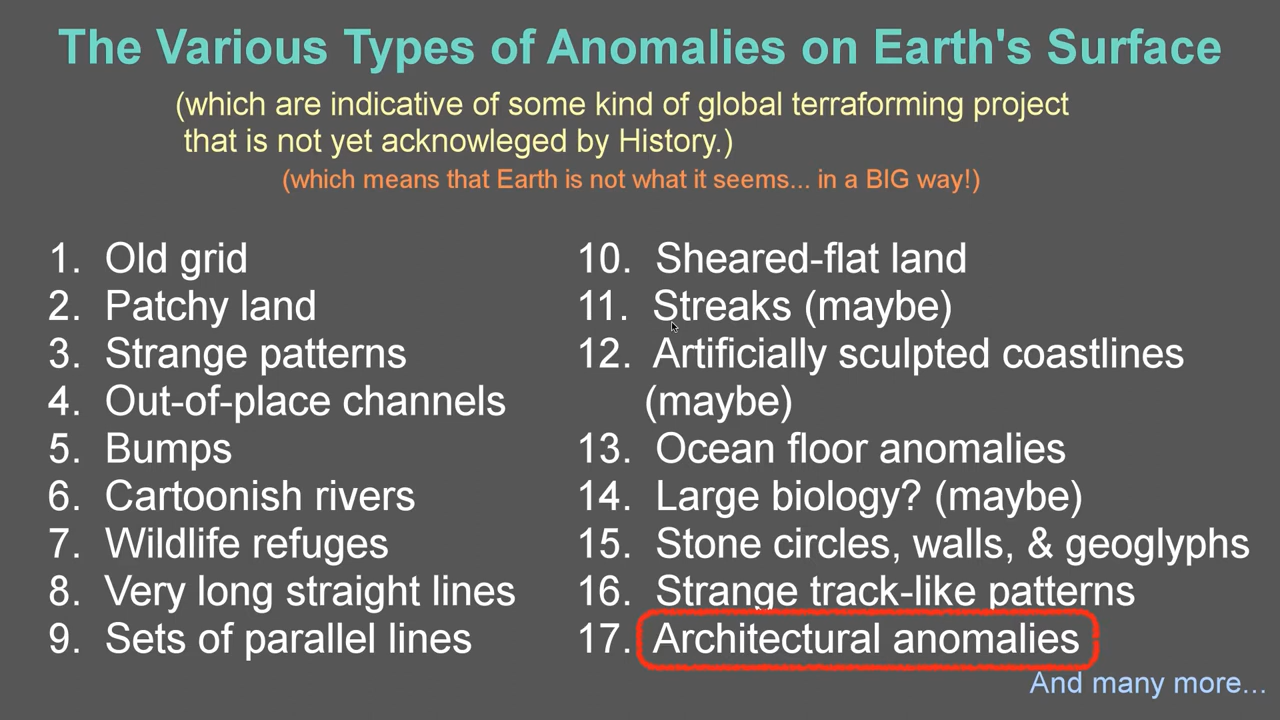 The Various Types of Anomalies on Earth's Surface
(which are indicative of some kind of global terraforming project
that is not yet acknowleged by History.)
(which means that Earth is not what it seems... in a BIG way!)
1. Old grid
2. Patchy land
3. Strange patterns
4. Out-of-place channels
5. Bumps
6. Cartoonish rivers
7. Wildlife refuges
8. Very long straight lines
9. Sets of parallel lines
10. Sheared-flat land
11. Streaks (maybe)
12. Artificially sculpted coastlines
(maybe)
13. Ocean floor anomalies
14. Large biology? (maybe)
15. Stone circles, walls, & geoglyphs
16. Strange track-like patterns
17. Architectural anomalies
And many more...